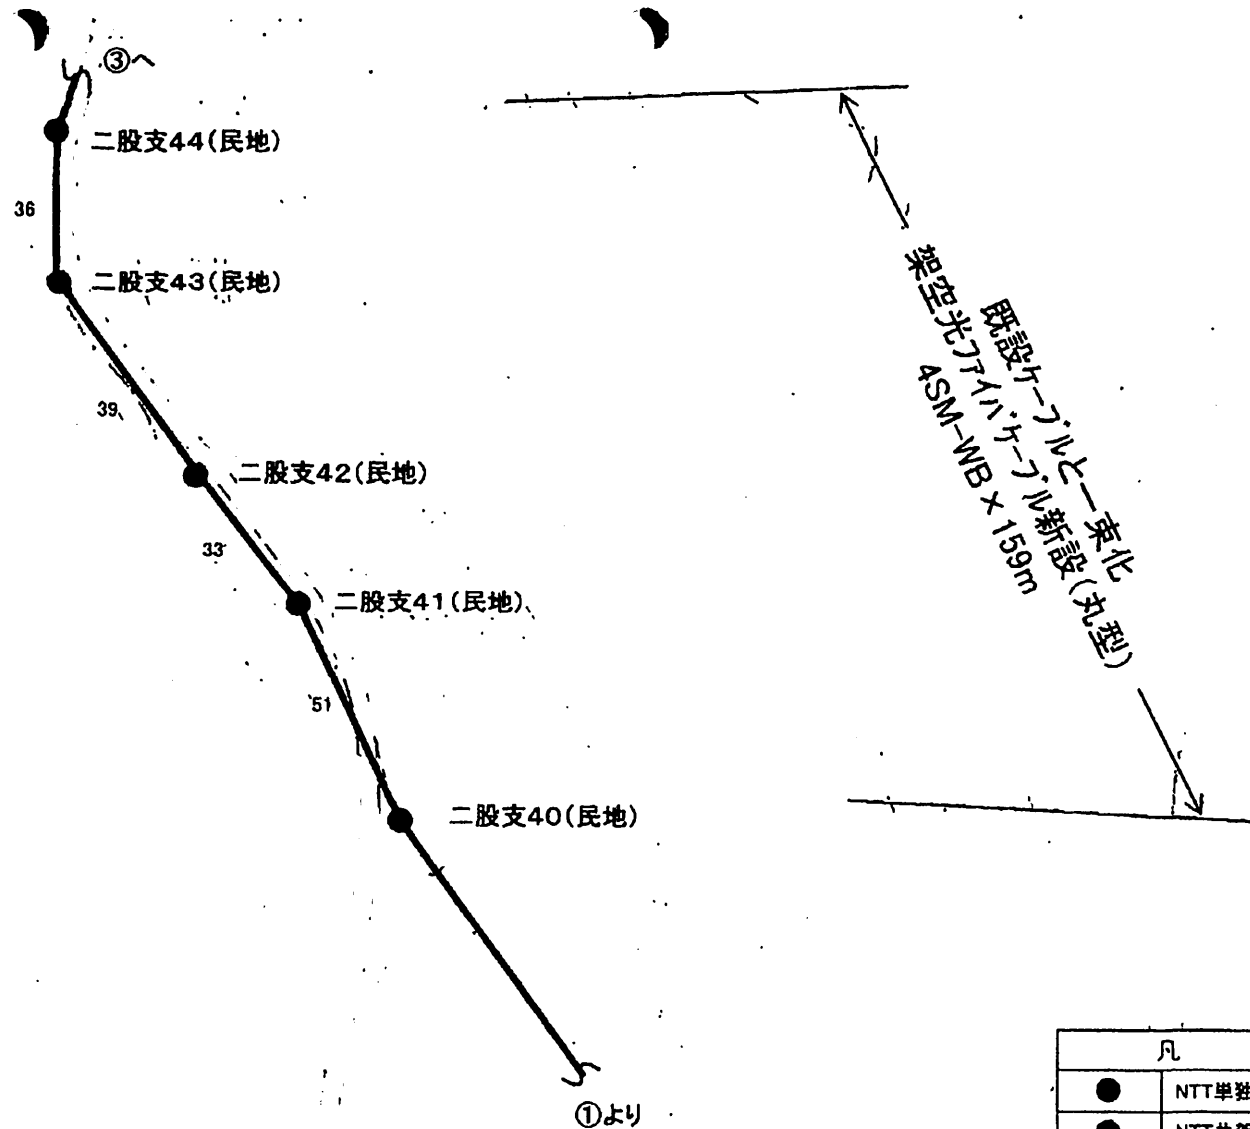 ③へ
二股支44(民地)
36
二股支43(民地)
39
二股支42(民地)
33
二股支41(民地)
51
二股支40(民地)
①より
既設ケーブルと一束化
架空光ファイバケーブル新設(丸型)
4SM-WB×159m
凡
NTT単独